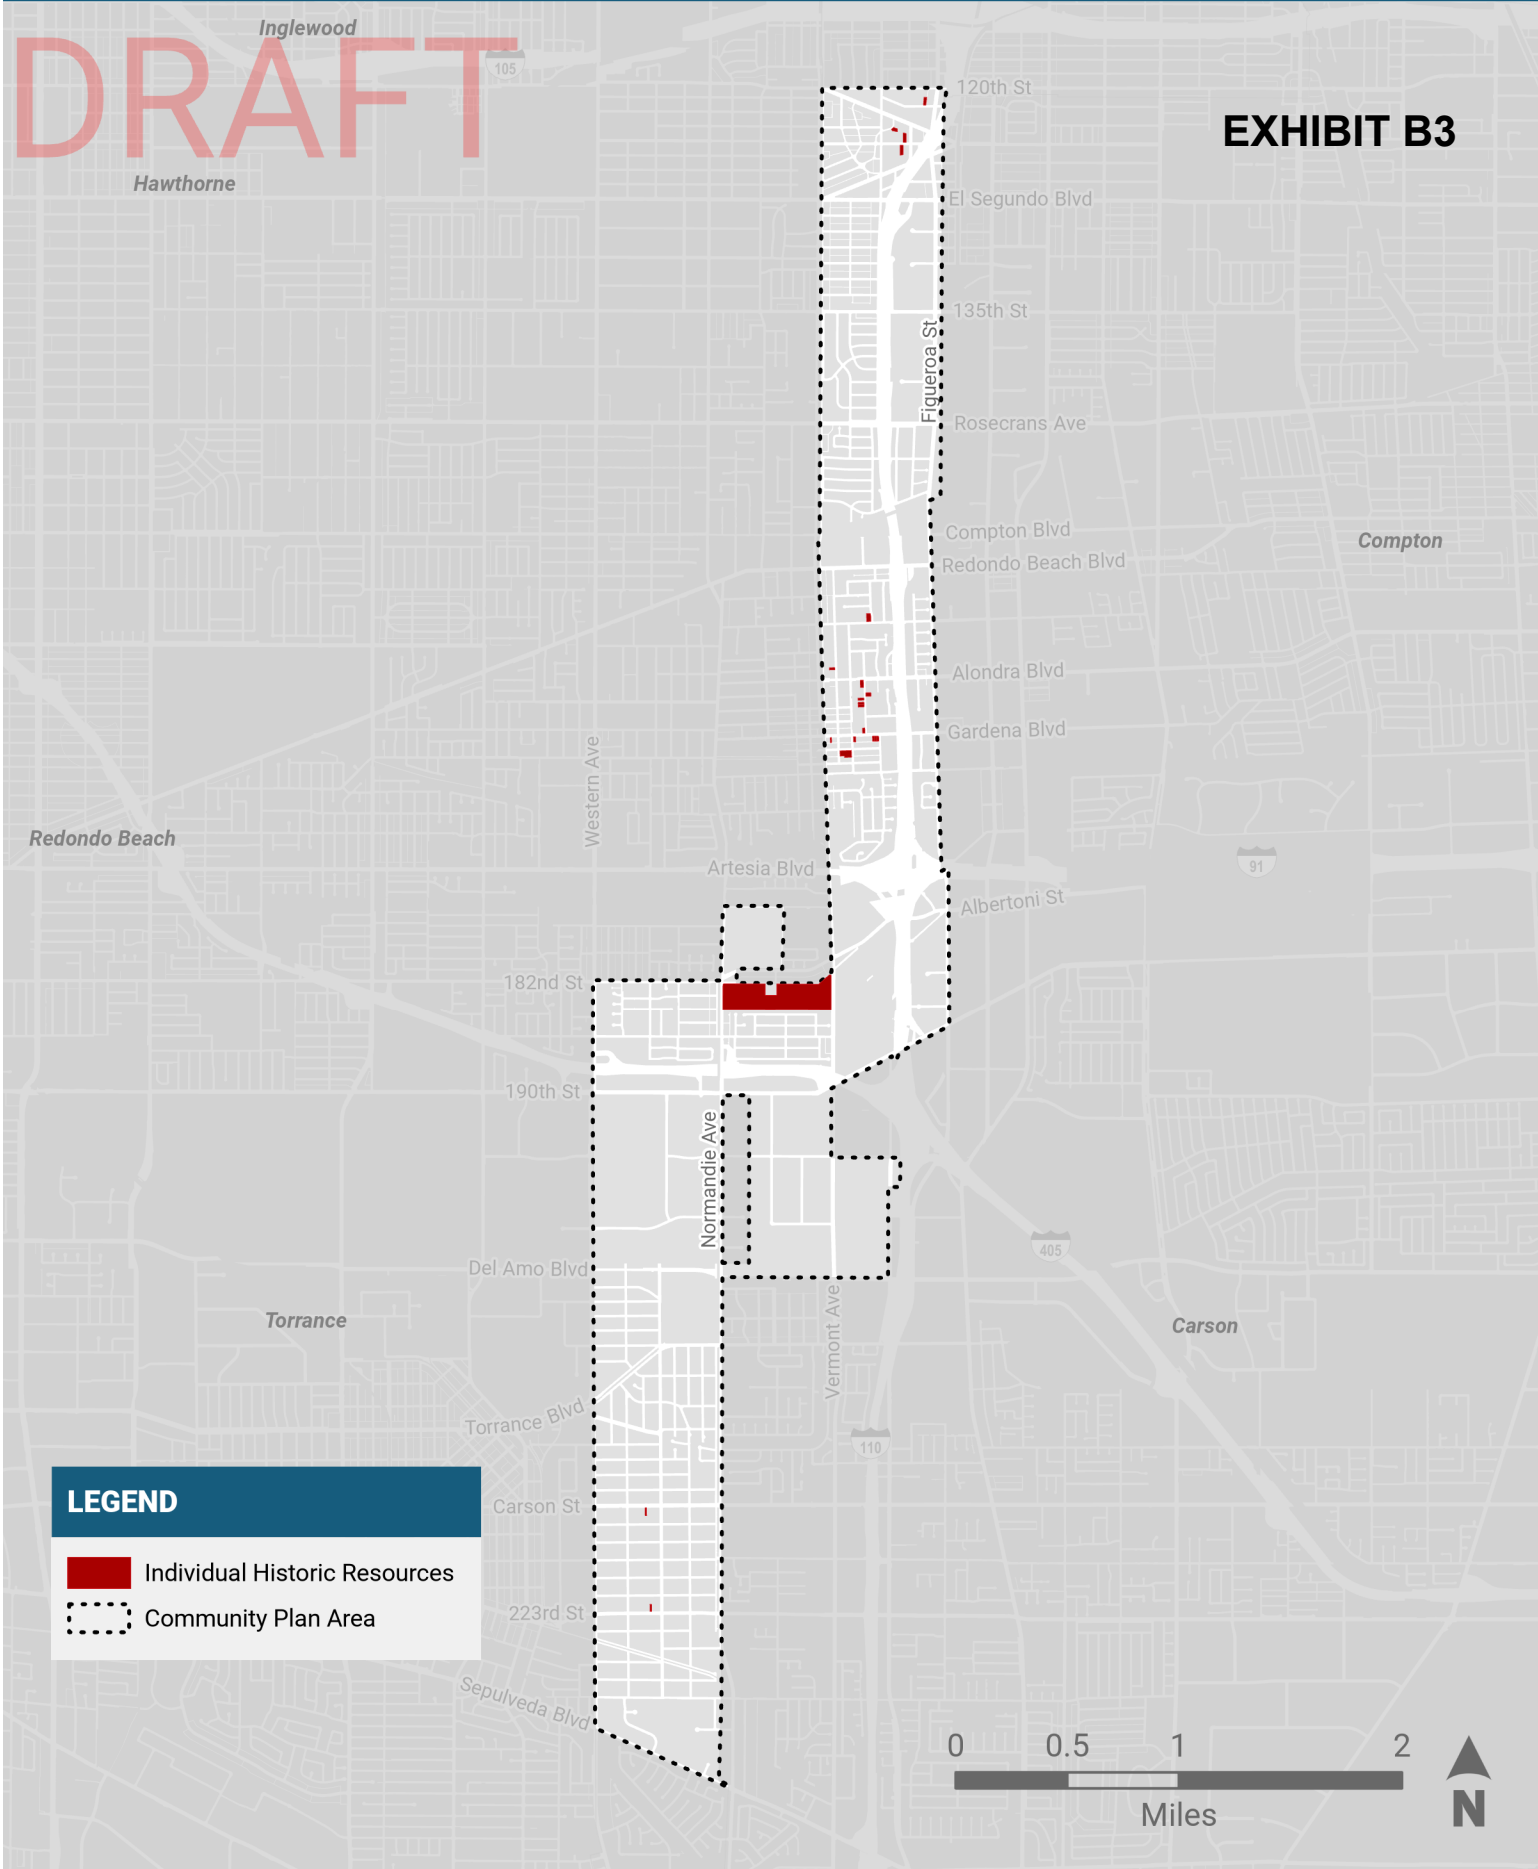 Inglewood
DRAFT
105
120th St
EXHIBIT B3
Hawthorne
El Segundo Blvd
135th St
Figueroa St
Rosecrans Ave
Compton Blvd
Compton
Redondo Beach Blvd
Alondra Blvd
Gardena Blvd
Western Ave
Redondo Beach
Artesia Blvd
91
Albertoni St
182nd St
190th St
Normandie Ave
405
Del Amo Blvd
Torrance
Carson
Vermont Ave
Torrance Blvd
110
LEGEND
Carson St
Individual Historic Resources
Community Plan Area
223rd St
Sepulveda Blvd
0 0.5 1 2
Miles
N